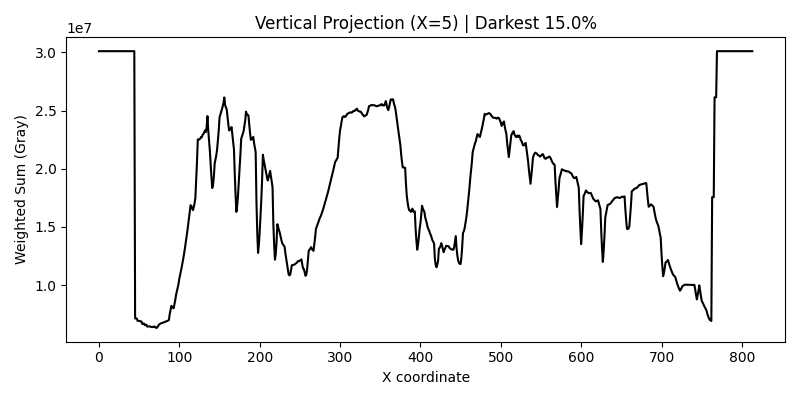 Vertical Projection (X=5) | Darkest 15.0%
1e7
3.0
2.5
2.0
1.5
1.0
Weighted Sum (Gray)
0 100 200 300 400 500 600 700 800
X coordinate